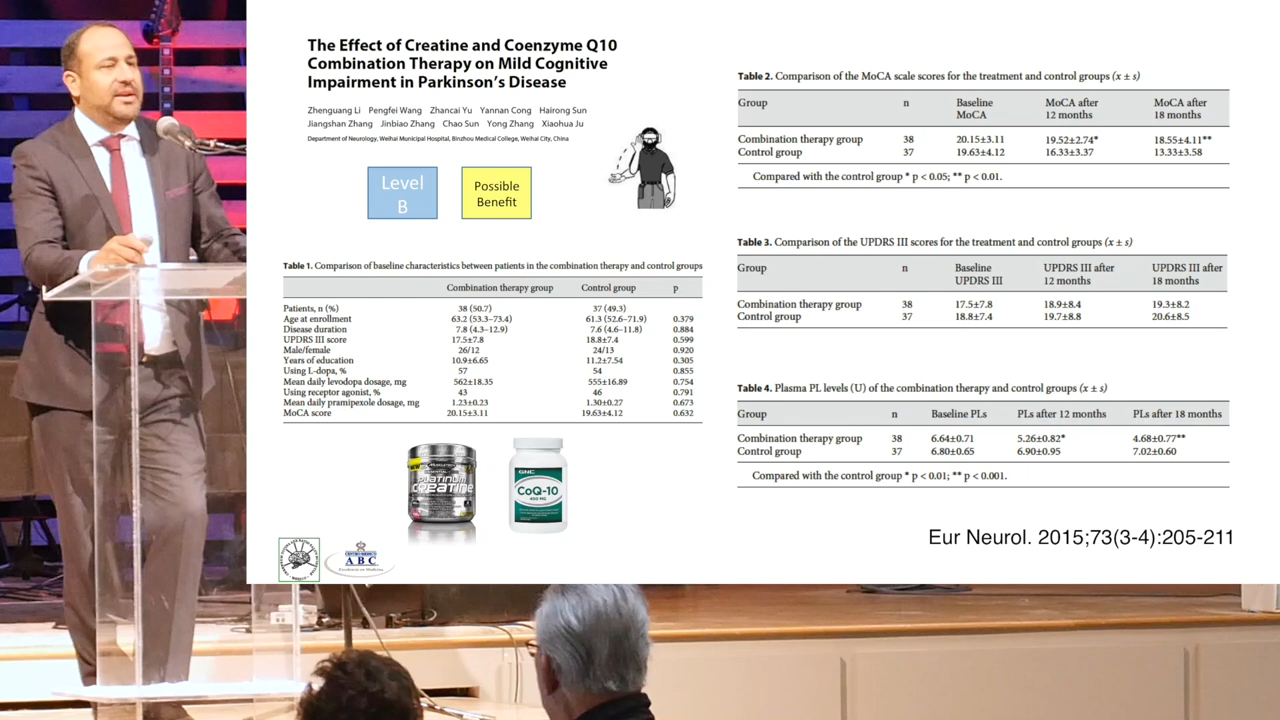 The Effect of Creatine and Coenzyme Q10
Combination Therapy on Mild Cognitive
Impairment in Parkinson's Disease
Zhenguang Li Pengfei Wang Zhancai Yu Yannan Cong Hairong Sun
Jiangshan Zhang Jinbiao Zhang Chao Sun Yong Zhang Xiaohua Ju
Department of Neurology, Weihai Municipal Hospital, Binzhou Medical College, Weihai City, China
Level
B
Possible
Benefit
Table 1. Comparison of baseline characteristics between patients in the combination therapy and control groups
Combination therapy group Control group p
Patients, n (%) 38 (50.7) 37 (49.3)
Age at enrollment 63.2 (53.3–73.4) 61.3 (52.6–71.9) 0.379
Disease duration 7.8 (4.3–12.9) 7.6 (4.6–11.8) 0.884
UPDRS III score 17.5±7.8 18.8±7.4 0.599
Male/female 26/12 24/13 0.920
Years of education 10.9±6.65 11.2±7.54 0.305
Using L-dopa, % 57 54 0.855
Mean daily levodopa dosage, mg 562±18.35 555±16.89 0.754
Using receptor agonist, % 43 46 0.791
Mean daily pramipexole dosage, mg 1.23±0.23 1.30±0.27 0.673
MoCA score 20.15±3.11 19.63±4.12 0.632
MUSCLETECH
PLATINUM
CREATINE
GNC
CoQ-10
400 MG
CENTRO MEDICO
ABC
Table 2. Comparison of the MoCA scale scores for the treatment and control groups (x ± s)
Group n Baseline MoCA after MoCA after
MoCA 12 months 18 months
Combination therapy group 38 20.15±3.11 19.52±2.74* 18.55±4.11**
Control group 37 19.63±4.12 16.33±3.37 13.33±3.58
Compared with the control group * p < 0.05; ** p < 0.01.
Table 3. Comparison of the UPDRS III scores for the treatment and control groups (x ± s)
Group n Baseline UPDRS III after UPDRS III after
UPDRS III 12 months 18 months
Combination therapy group 38 17.5±7.8 18.9±8.4 19.3±8.2
Control group 37 18.8±7.4 19.7±8.8 20.6±8.5
Table 4. Plasma PL levels (U) of the combination therapy and control groups (x ± s)
Group n Baseline PLs PLs after 12 months PLs after 18 months
Combination therapy group 38 6.64±0.71 5.26±0.82* 4.68±0.77**
Control group 37 6.80±0.65 6.90±0.95 7.02±0.60
Compared with the control group * p < 0.01; ** p < 0.001.
Eur Neurol. 2015;73(3-4):205-211